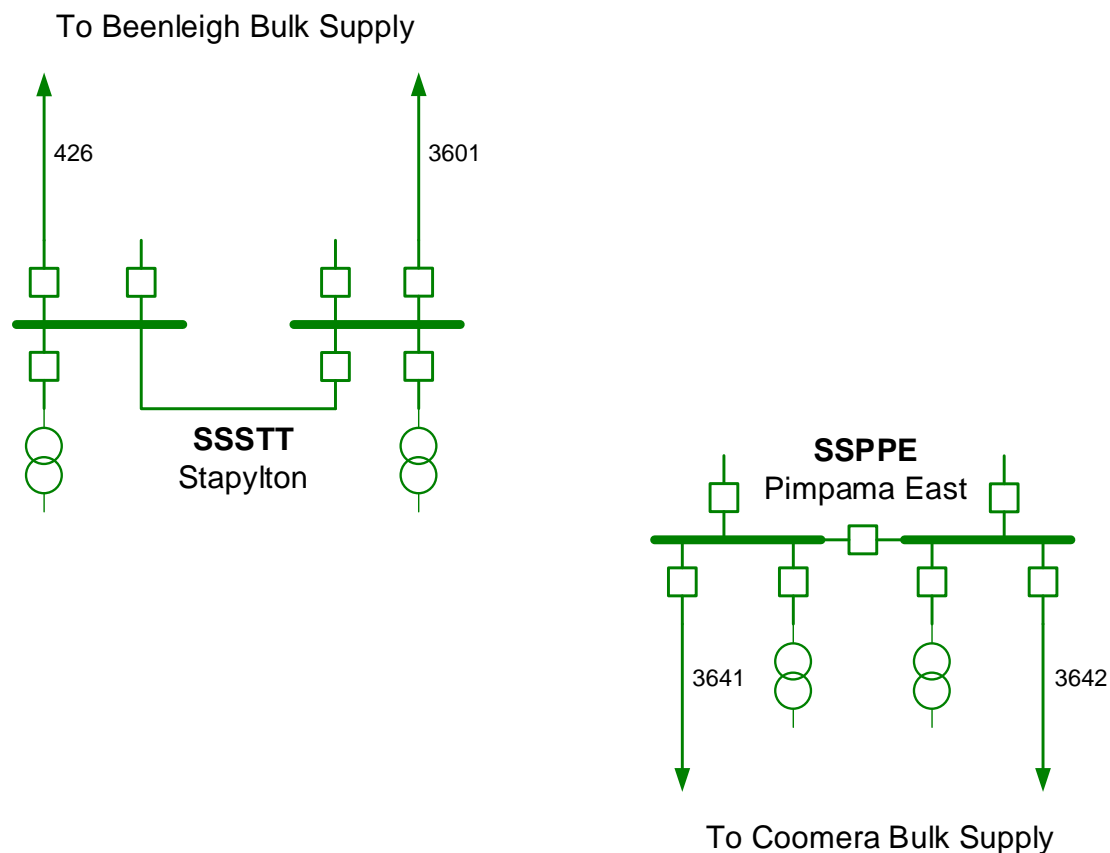 To Beenleigh Bulk Supply
426
3601
SSSTT
Stapylton
SSPPE
Pimpama East
3641
3642
To Coomera Bulk Supply